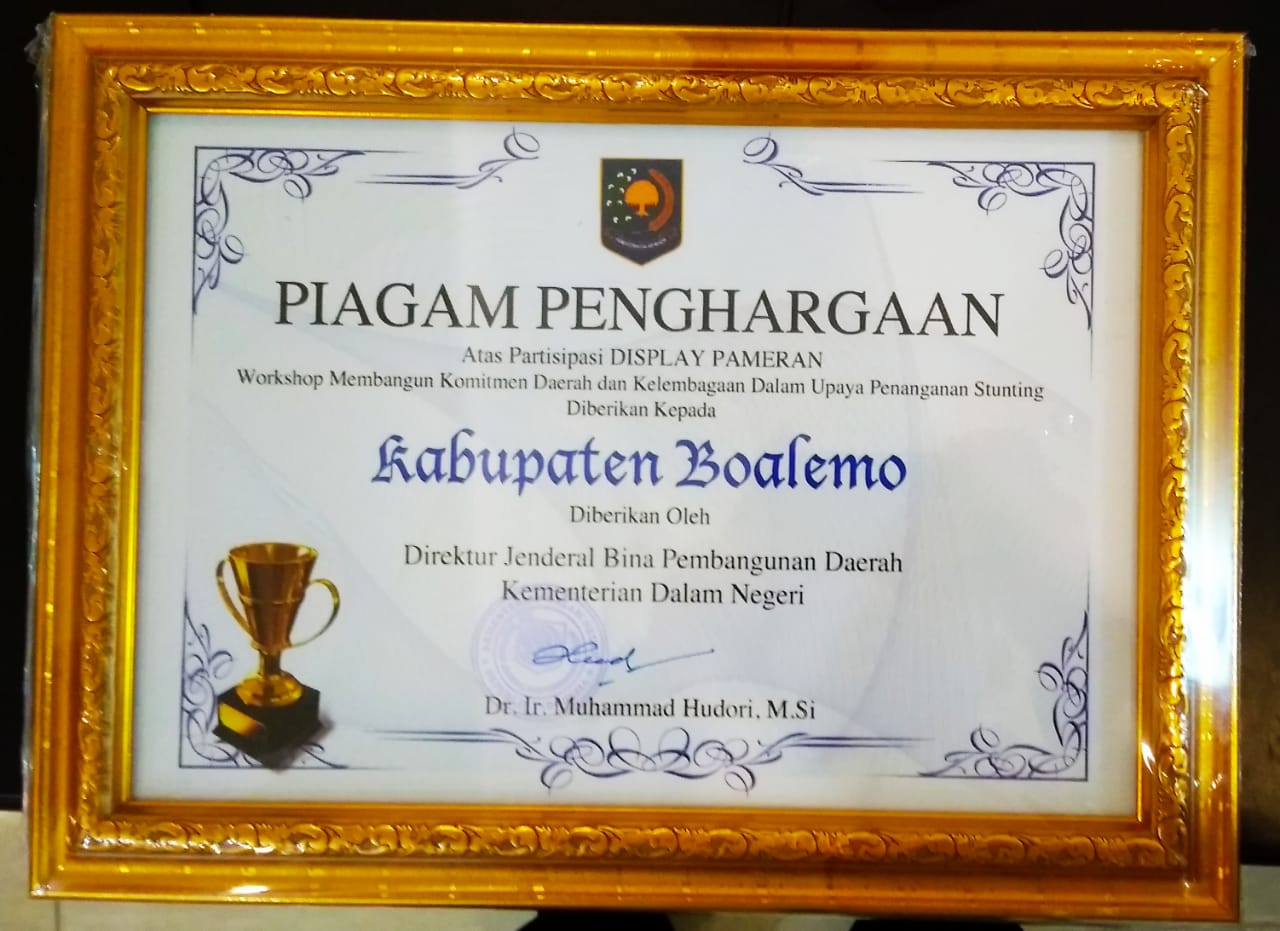 PIAGAM PENGHARGAAN
Atas Partisipasi DISPLAY PAMERAN
Workshop Membangun Komitmen Daerah dan Kelembagaan Dalam Upaya Penanganan Stunting
Diberikan Kepada
Kabupaten Boalemo
Diberikan Oleh
Direktur Jenderal Bina Pembangunan Daerah
Kementerian Dalam Negeri
Dr. Ir. Muhammad Hudori, M.Si